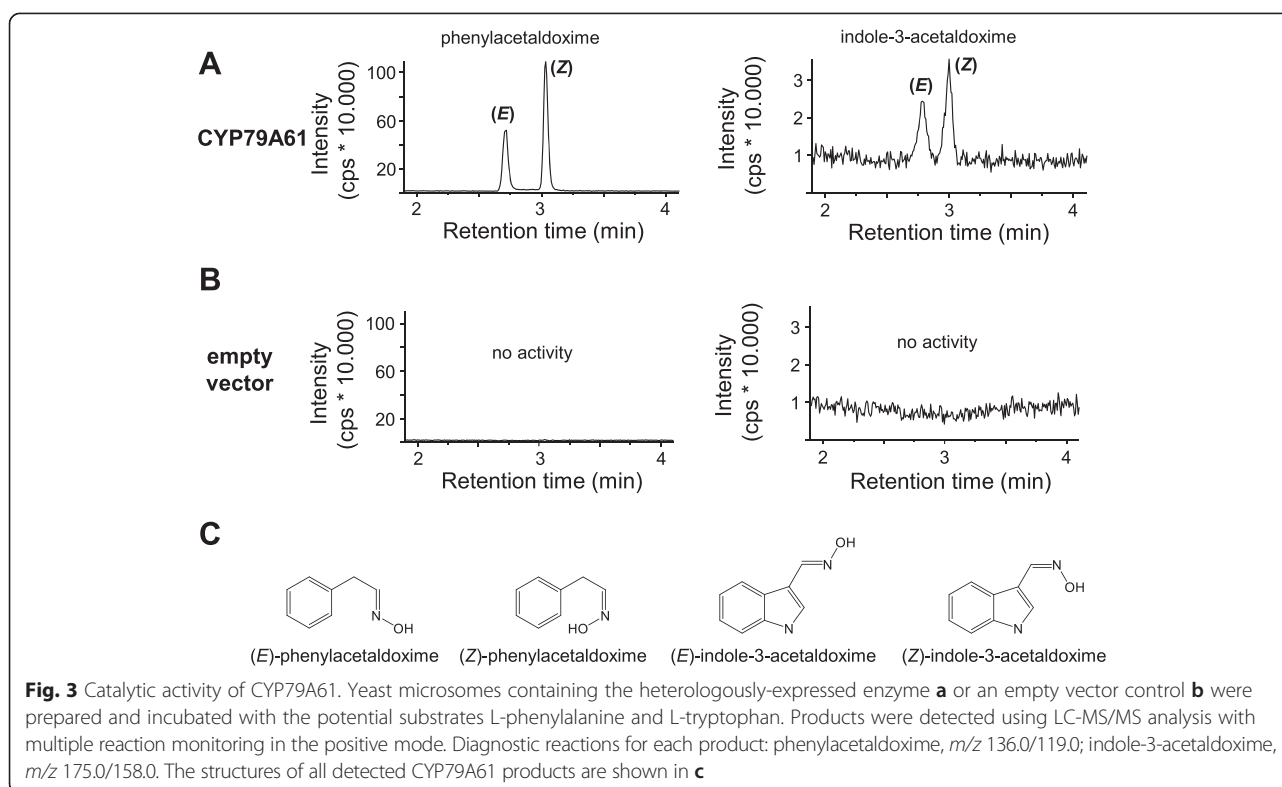 A
CYP79A61
phenylacetaldoxime
Intensity
(cps * 10.000)
100
60
20
(E)
(Z)
2
3
4
Retention time (min)
indole-3-acetaldoxime
Intensity
(cps * 10.000)
3
2
1
(E)
(Z)
2
3
4
Retention time (min)
B
empty
vector
Intensity
(cps * 10.000)
100
60
20
no activity
2
3
4
Retention time (min)
Intensity
(cps * 10.000)
3
2
1
no activity
2
3
4
Retention time (min)
C
N
OH
(E)-phenylacetaldoxime
HO
N
(Z)-phenylacetaldoxime
OH
N
N
(E)-indole-3-acetaldoxime
N
OH
N
(Z)-indole-3-acetaldoxime
Fig. 3 Catalytic activity of CYP79A61. Yeast microsomes containing the heterologously-expressed enzyme a or an empty vector control b were
prepared and incubated with the potential substrates L-phenylalanine and L-tryptophan. Products were detected using LC-MS/MS analysis with
multiple reaction monitoring in the positive mode. Diagnostic reactions for each product: phenylacetaldoxime, m/z 136.0/119.0; indole-3-acetaldoxime,
m/z 175.0/158.0. The structures of all detected CYP79A61 products are shown in c